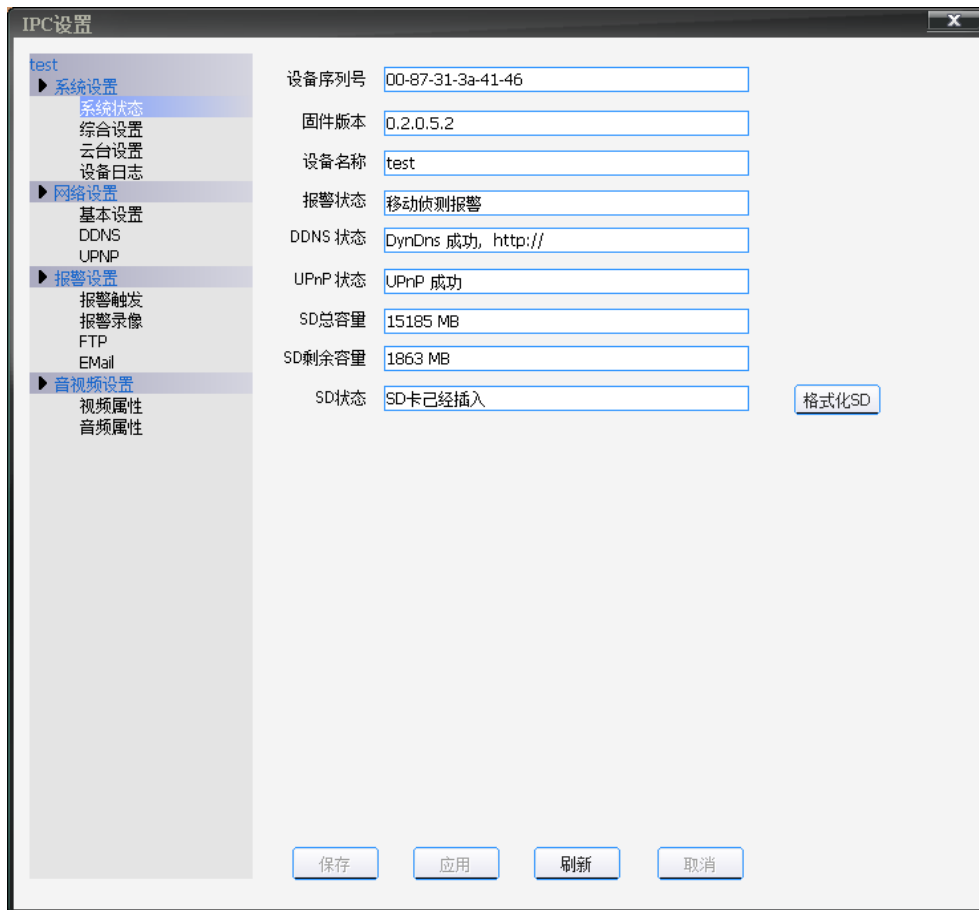 IPC设置
X
test
系统设置
系统状态
综合设置
云台设置
设备日志
网络设置
基本设置
DDNS
UPNP
报警设置
报警触发
报警录像
FTP
EMail
音视频设置
视频属性
音频属性
设备序列号 00-87-31-3a-41-46
固件版本 0.2.0.5.2
设备名称 test
报警状态 移动侦测报警
DDNS 状态 DynDns 成功, http://
UPnP 状态 UPnP 成功
SD总容量 15185 MB
SD剩余容量 1863 MB
SD状态 SD卡己经插入 格式化SD
保存 应用 刷新 取消